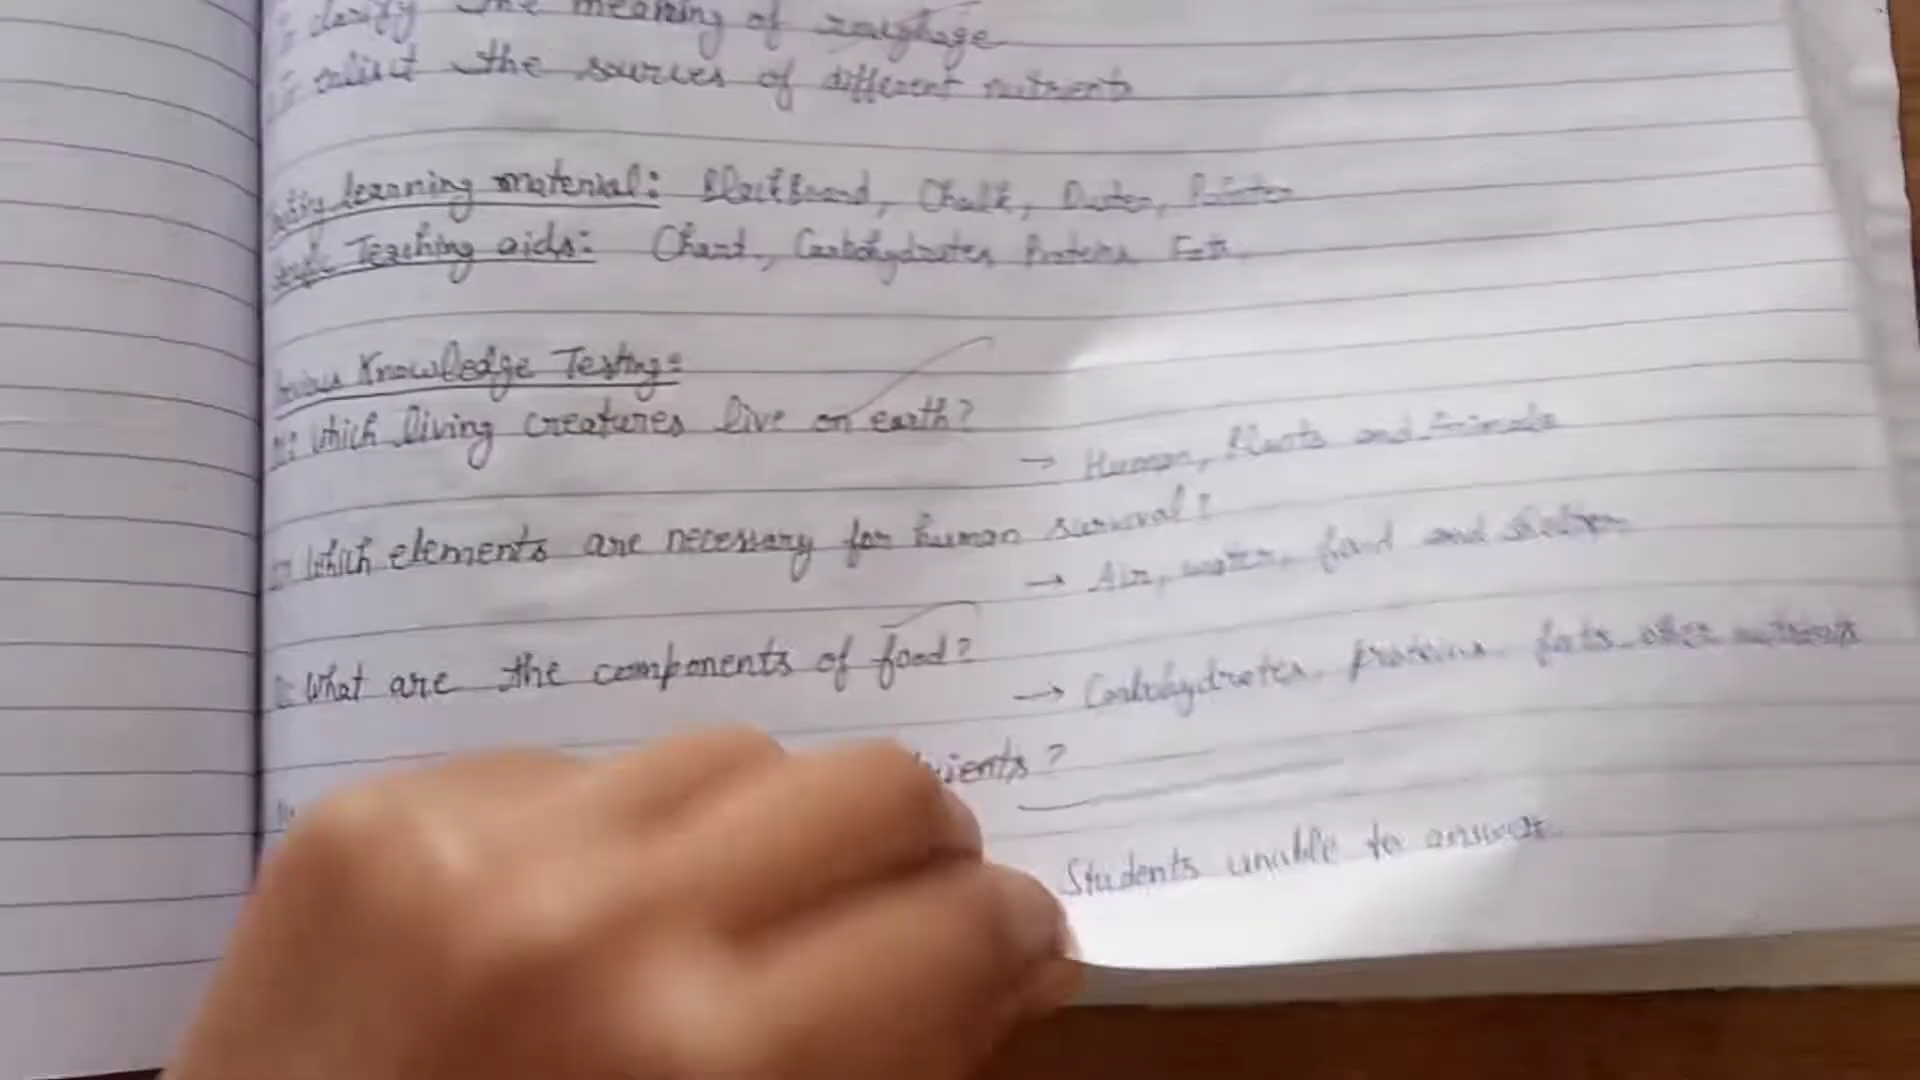 clarify the meaning of roughage
the sources of different nutrients
learning material: BlackBoard, Chalk, Duster, Pointer
Teaching aids: Chart, Carbohydrates Proteins Fats
Knowledge Testing:
Which living creatures live on earth?
→ Human, Plants and Animals
Which elements are necessary for human survival?
→ Air, water, food and shelter
What are the components of food?
→ Carbohydrates, proteins, fats other nutrients
?
Students unable to answer